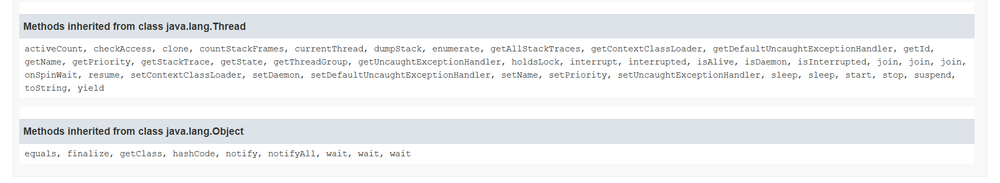 Methods inherited from class java.lang.Thread
activeCount, checkAccess, clone, countStackFrames, currentThread, dumpStack, enumerate, getAllStackTraces, getContextClassLoader, getDefaultUncaughtExceptionHandler, getId,
getName, getPriority, getStackTrace, getState, getThreadGroup, getUncaughtExceptionHandler, holdsLock, interrupt, interrupted, isAlive, isDaemon, isInterrupted, join, join, join,
onSpinWait, resume, setContextClassLoader, setDaemon, setDefaultUncaughtExceptionHandler, setName, setPriority, setUncaughtExceptionHandler, sleep, sleep, start, stop, suspend,
toString, yield
Methods inherited from class java.lang.Object
equals, finalize, getClass, hashCode, notify, notifyAll, wait, wait, wait